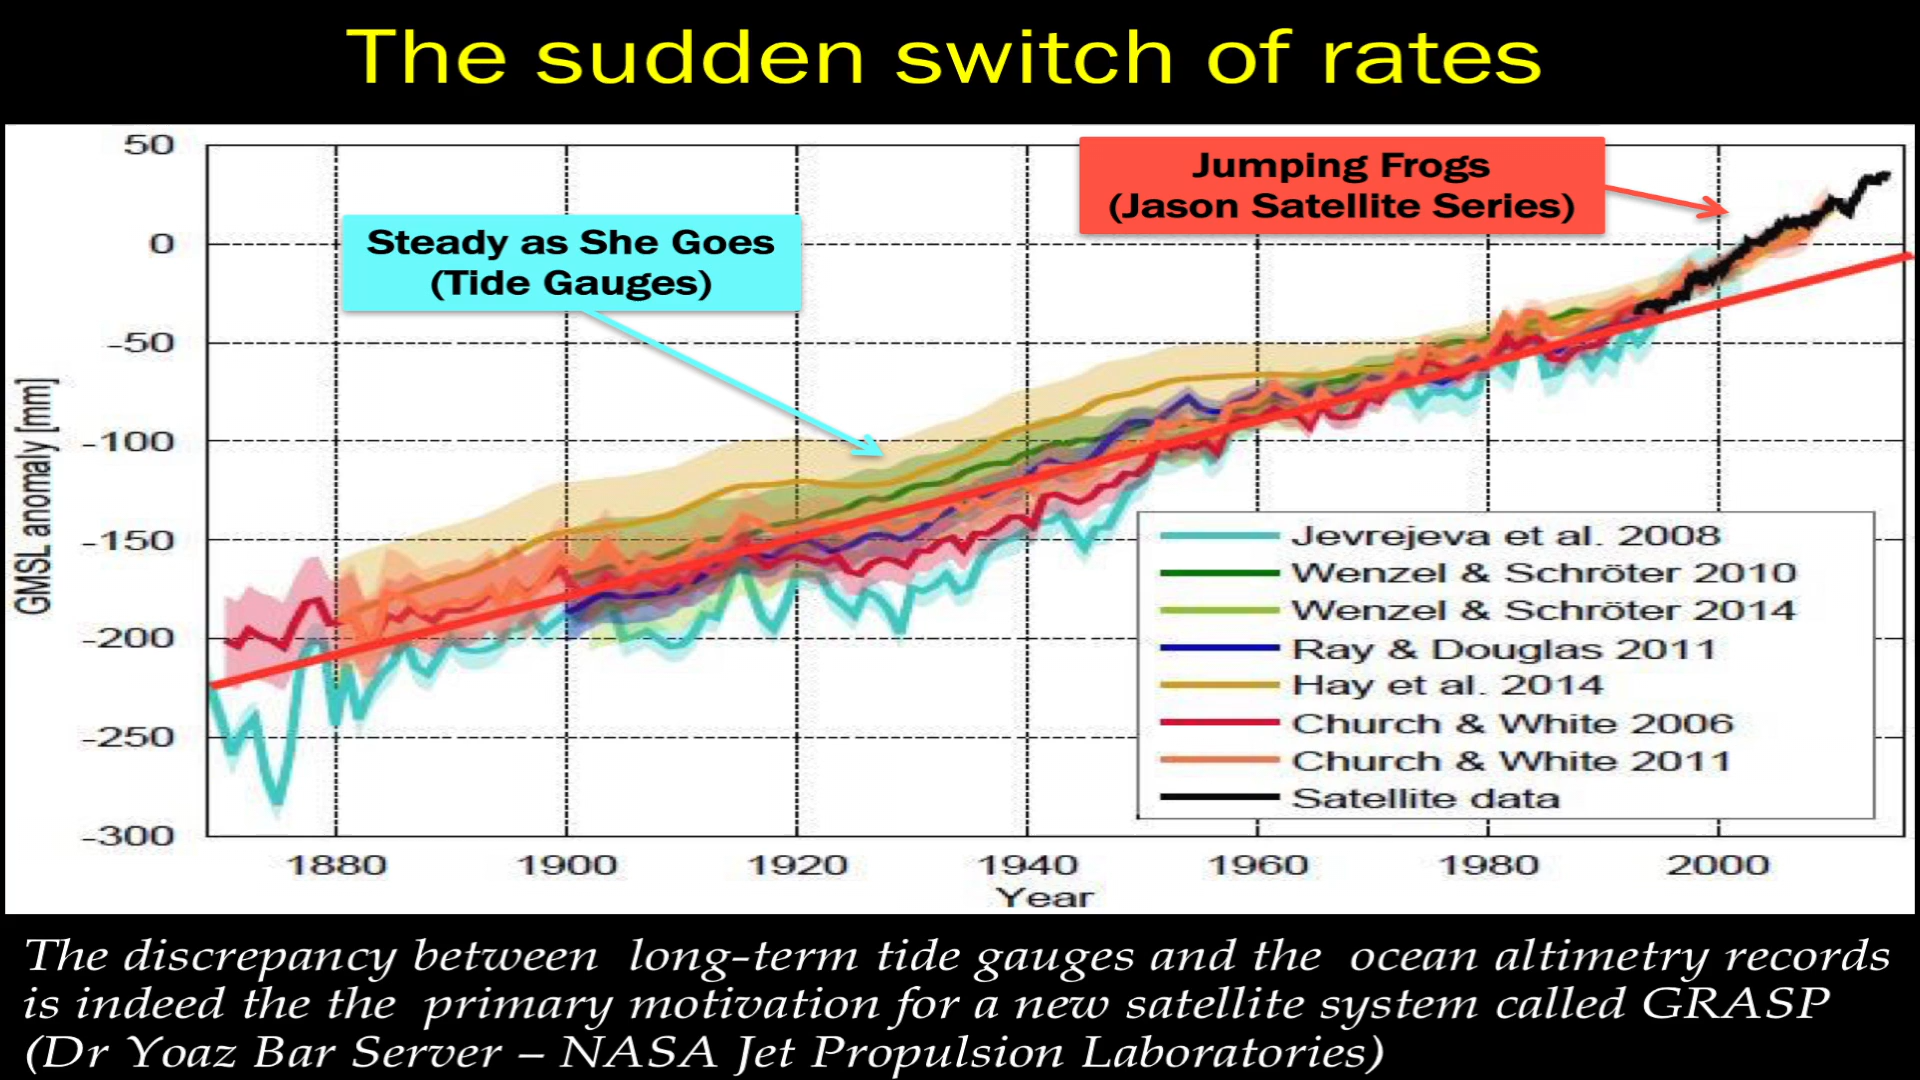 The sudden switch of rates
Jumping Frogs
(Jason Satellite Series)
Steady as She Goes
(Tide Gauges)
50
0
-50
-100
-150
-200
-250
-300
GMSL anomaly [mm]
Jevrejeva et al. 2008
Wenzel & Schröter 2010
Wenzel & Schröter 2014
Ray & Douglas 2011
Hay et al. 2014
Church & White 2006
Church & White 2011
Satellite data
1880 1900 1920 1940 1960 1980 2000
Year
The discrepancy between long-term tide gauges and the ocean altimetry records
is indeed the the primary motivation for a new satellite system called GRASP
(Dr Yoaz Bar Server – NASA Jet Propulsion Laboratories)